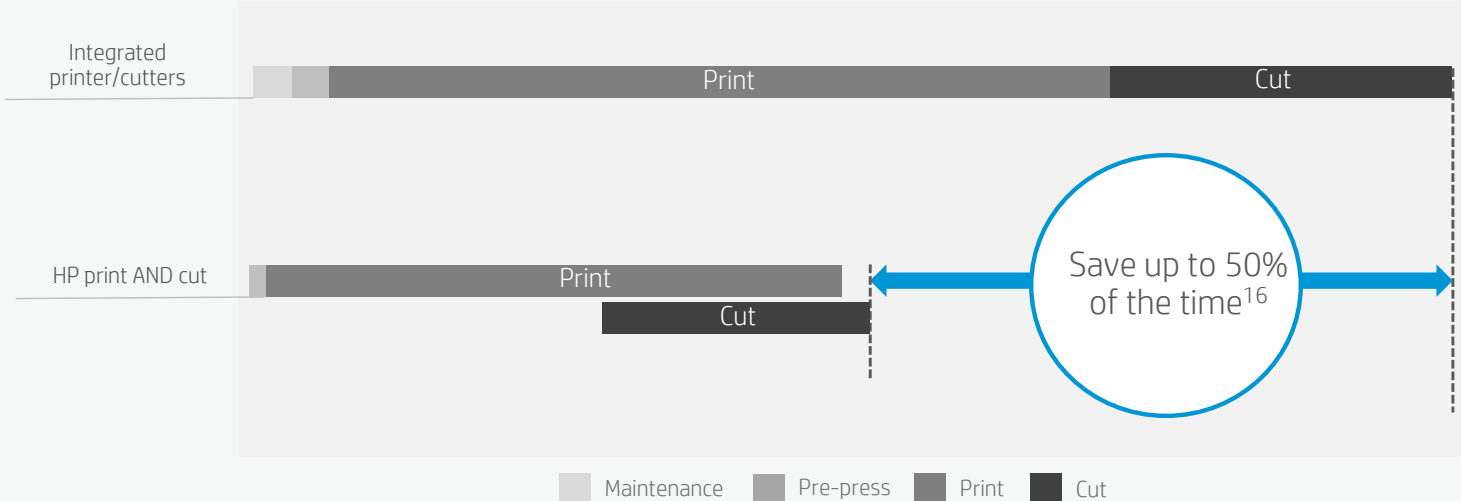 Integrated
printer/cutters
Print
Cut
HP print AND cut
Print
Cut
Save up to 50%
of the time16
Maintenance
Pre-press
Print
Cut